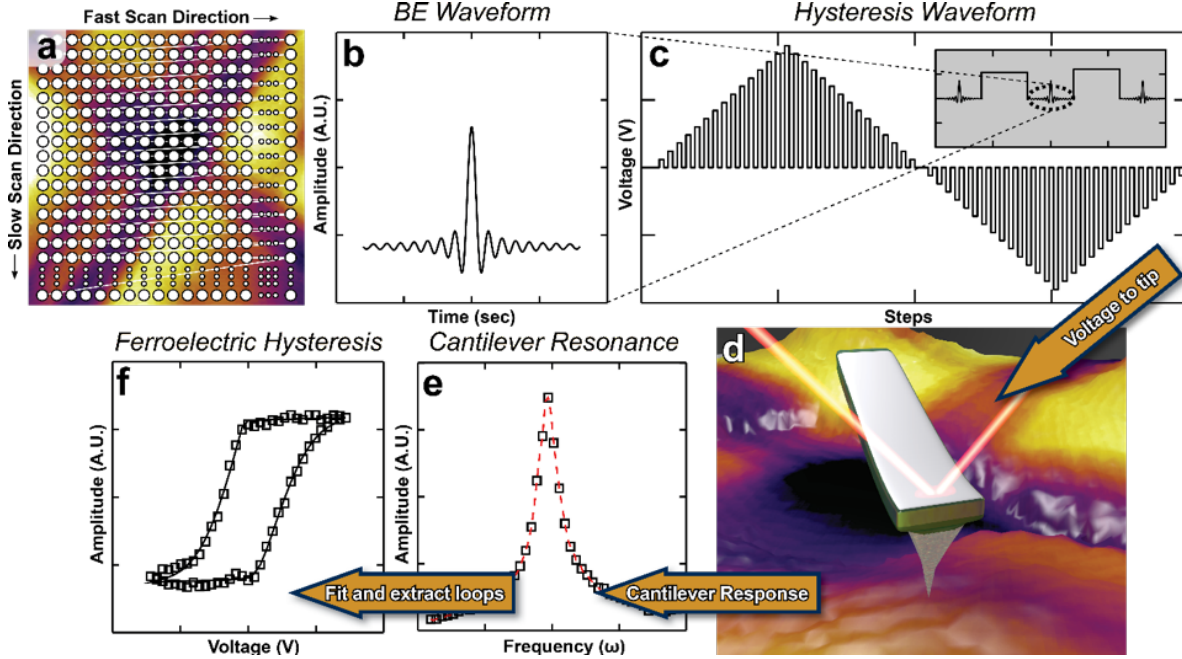 Fast Scan Direction
Slow Scan Direction
a
BE Waveform
b
Amplitude (A.U.)
Time (sec)
Hysteresis Waveform
c
Voltage (V)
Steps
Voltage to tip
d
Ferroelectric Hysteresis
f
Amplitude (A.U.)
Voltage (V)
Fit and extract loops
Cantilever Resonance
e
Amplitude (A.U.)
Frequency (ω)
Cantilever Response